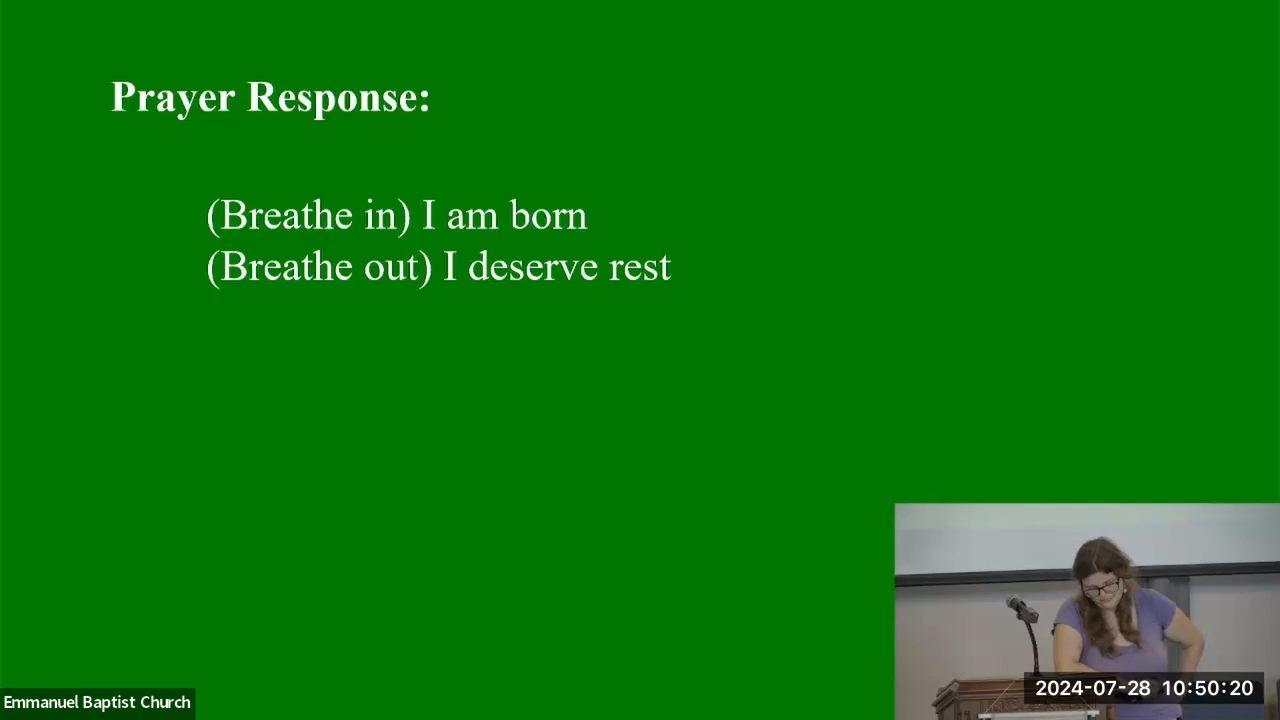 Prayer Response:
(Breathe in) I am born
(Breathe out) I deserve rest
Emmanuel Baptist Church
2024-07-28 10:50:20